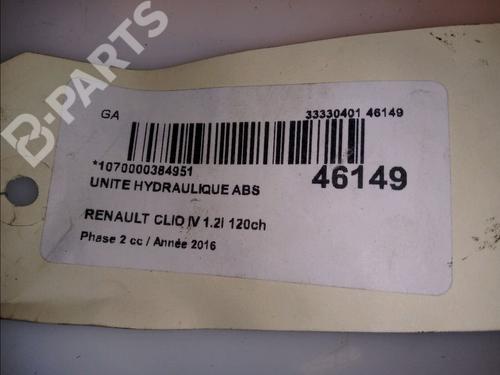 GA 33330401 46149
*1070000384951
UNITE HYDRAULIQUE ABS 46149
RENAULT CLIO IV 1.2I 120ch
Phase 2 cc / Année 2016
B-PARTS